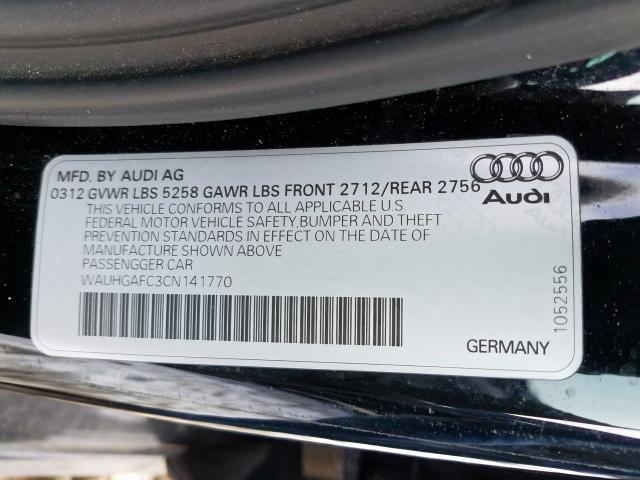 MFD. BY AUDI AG
0312 GVWR LBS 5258 GAWR LBS FRONT 2712/REAR 2756
THIS VEHICLE CONFORMS TO ALL APPLICABLE U.S
FEDERAL MOTOR VEHICLE SAFETY,BUMPER AND THEFT
PREVENTION STANDARDS IN EFFECT ON THE DATE OF
MANUFACTURE SHOWN ABOVE
PASSENGGER CAR
WAUHGAFC3CN141770
Audi
1052556
GERMANY